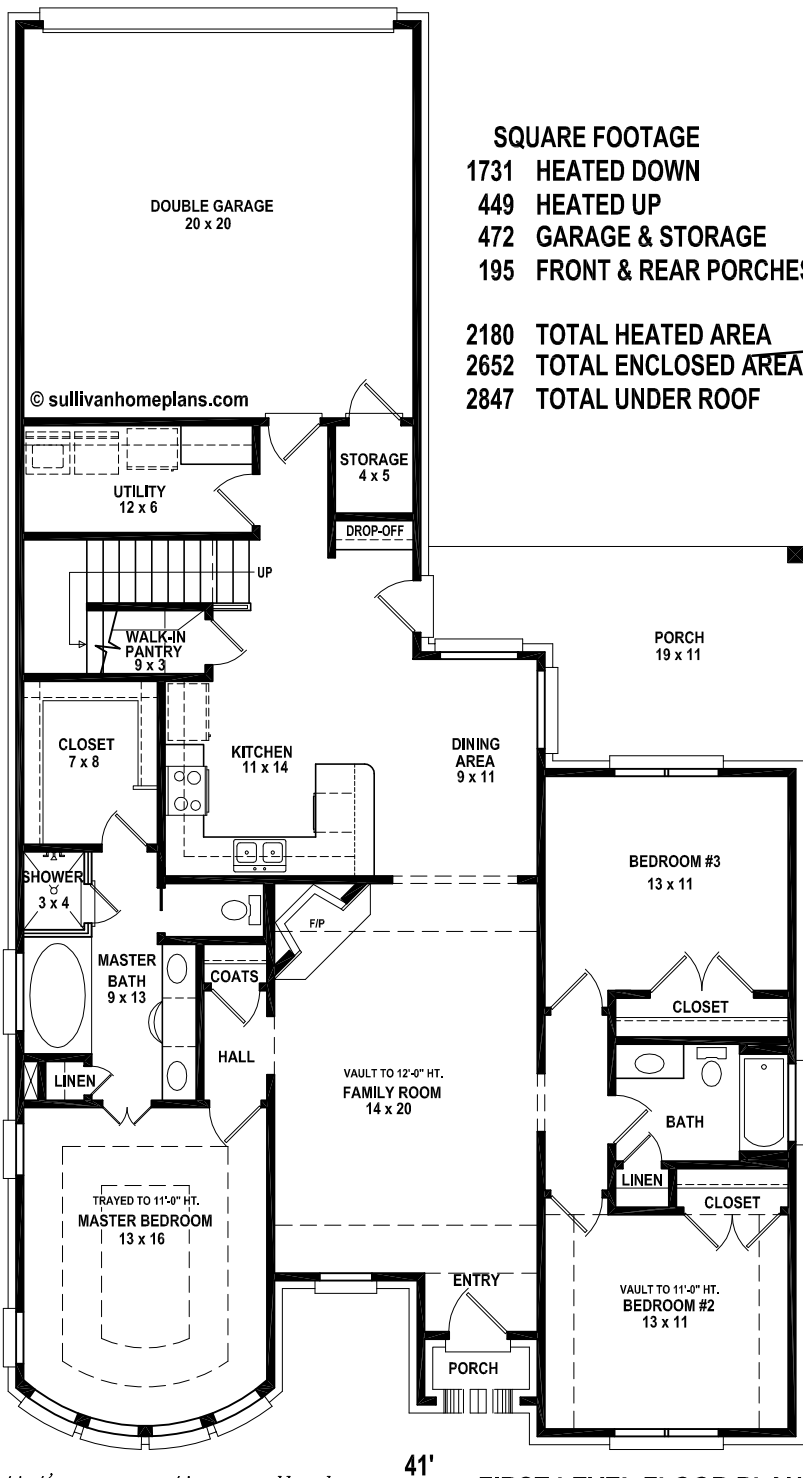 SQUARE FOOTAGE
1731 HEATED DOWN
449 HEATED UP
472 GARAGE & STORAGE
195 FRONT & REAR PORCHES
2180 TOTAL HEATED AREA
2652 TOTAL ENCLOSED AREA
2847 TOTAL UNDER ROOF
DOUBLE GARAGE
20 x 20
© sullivanhomeplans.com
STORAGE
4 x 5
UTILITY
12 x 6
DROP-OFF
UP
WALK-IN
PANTRY
9 x 3
PORCH
19 x 11
CLOSET
7 x 8
KITCHEN
11 x 14
DINING
AREA
9 x 11
BEDROOM #3
13 x 11
SHOWER
3 x 4
F/P
MASTER
BATH
9 x 13
COATS
CLOSET
HALL
VAULT TO 12'-0" HT.
FAMILY ROOM
14 x 20
LINEN
BATH
LINEN
CLOSET
TRAYED TO 11'-0" HT.
MASTER BEDROOM
13 x 16
ENTRY
VAULT TO 11'-0" HT.
BEDROOM #2
13 x 11
PORCH
41'
FIRST LEVEL FLOOR PLAN